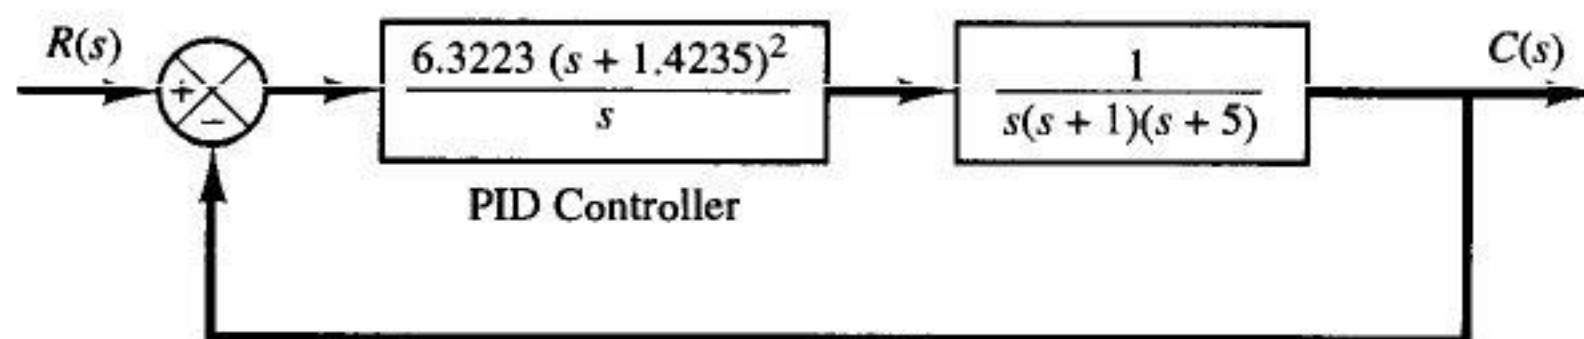 R(s)
+
−
6.3223 (s + 1.4235)²
s
PID Controller
1
s(s + 1)(s + 5)
C(s)